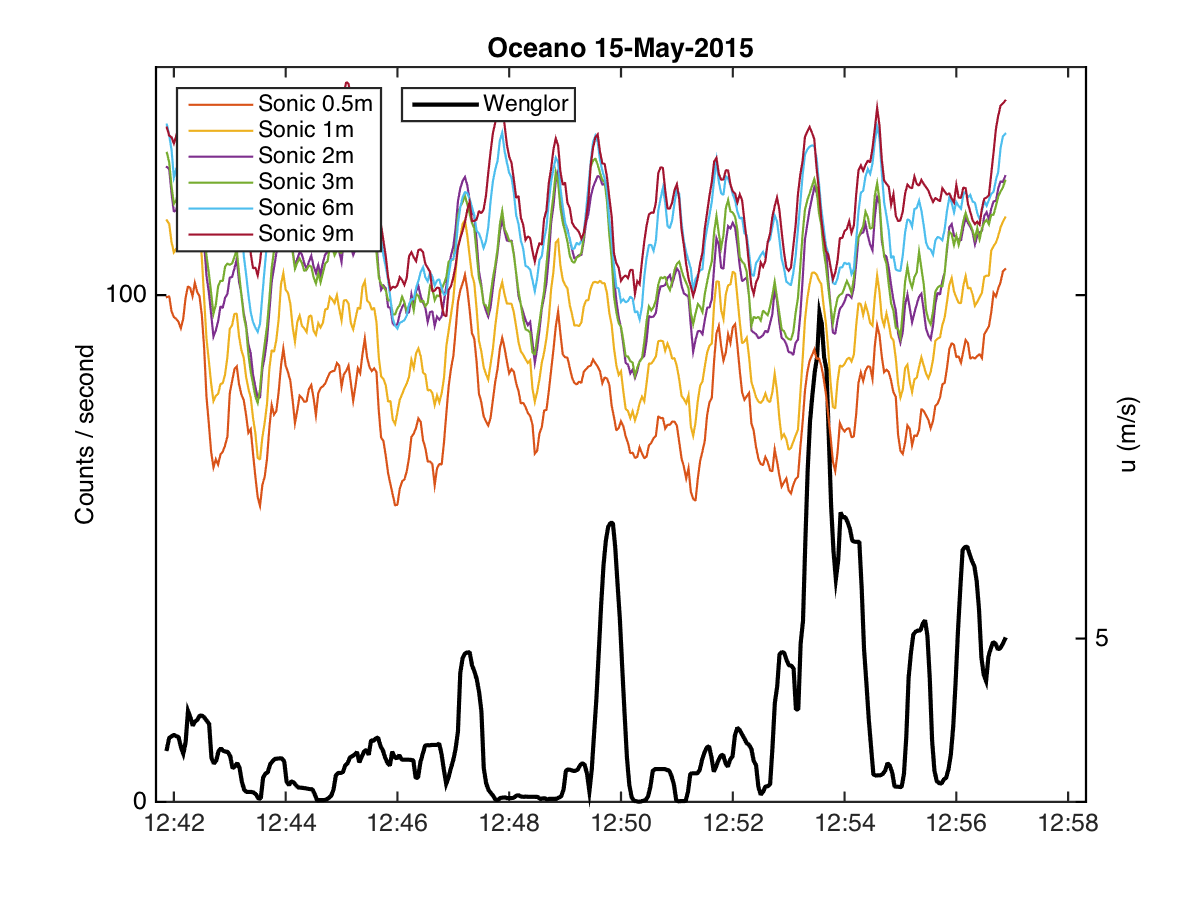 Oceano 15-May-2015
Sonic 0.5m
Sonic 1m
Sonic 2m
Sonic 3m
Sonic 6m
Sonic 9m
Wenglor
Counts / second
100
0
u (m/s)
5
12:42 12:44 12:46 12:48 12:50 12:52 12:54 12:56 12:58